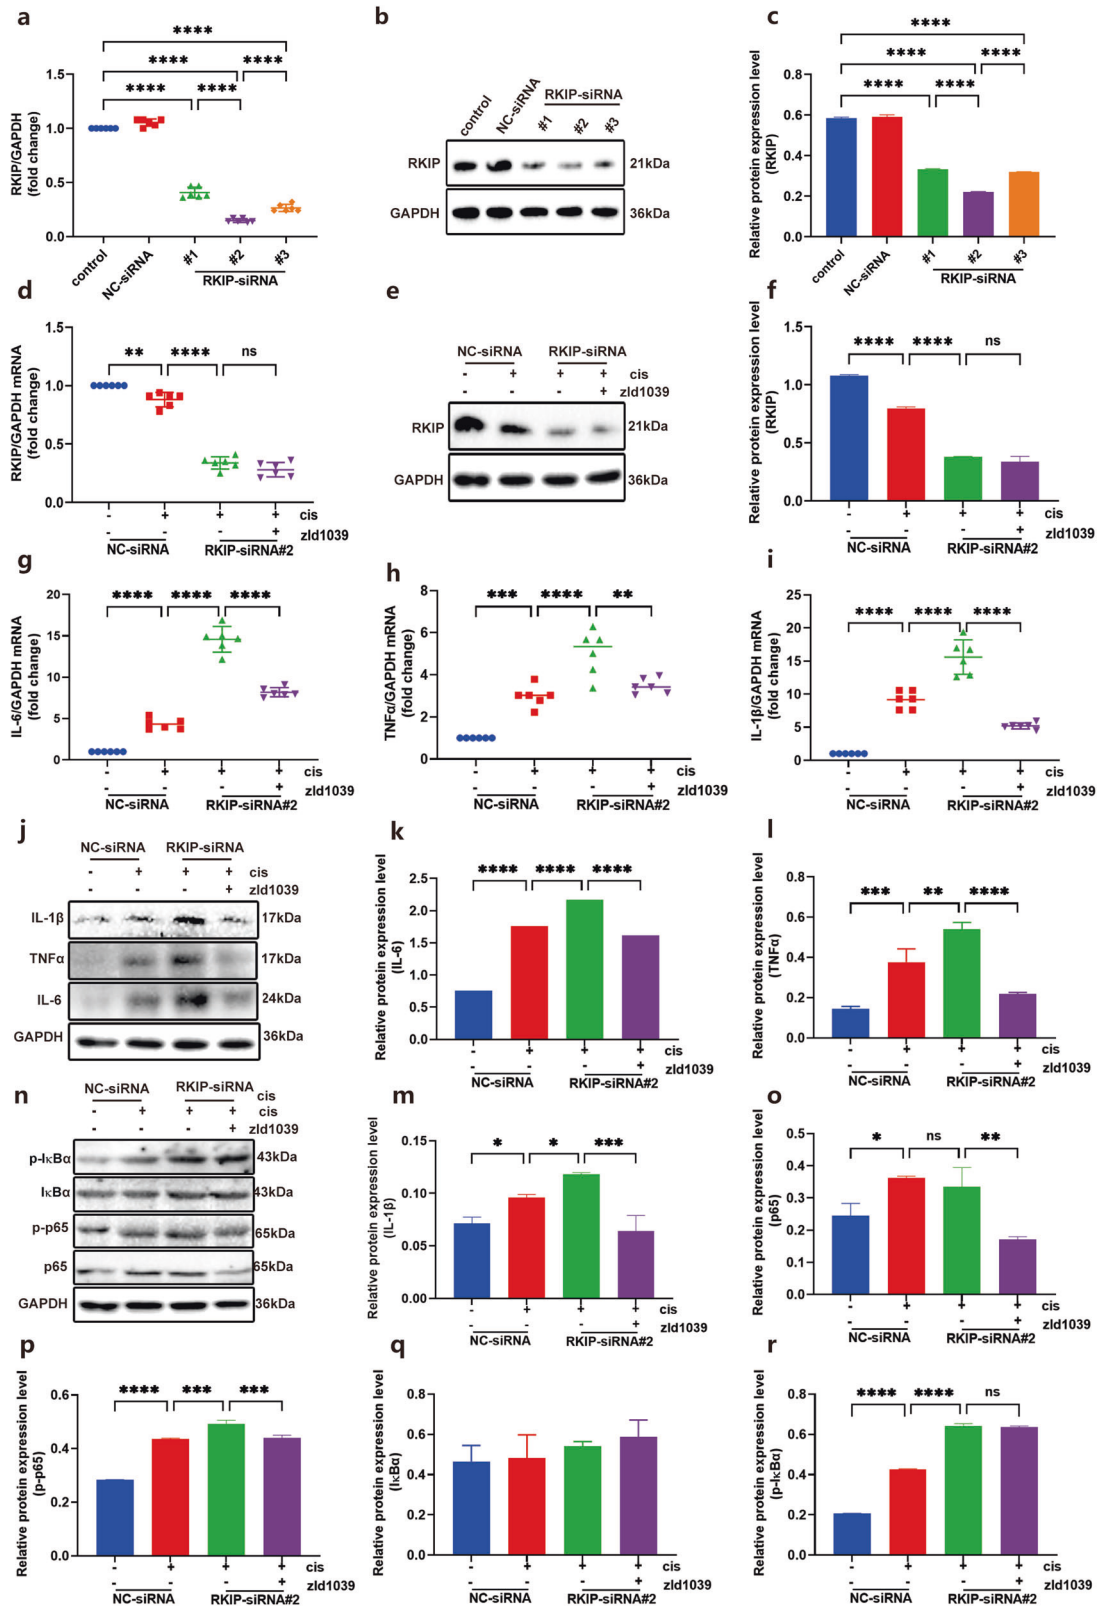 a
**** 
**** ****
**** ****
RKIP/GAPDH
(fold change)
1.5
1.0
0.5
0.0
control
NC-siRNA
#1 #2 #3
RKIP-siRNA
b
control
NC-siRNA
RKIP-siRNA
#1 #2 #3
RKIP 21kDa
GAPDH 36kDa
c
****
**** ****
**** ****
Relative protein expression level
(RKIP)
0.8
0.6
0.4
0.2
0.0
control
NC-siRNA
#1 #2 #3
RKIP-siRNA
d
RKIP/GAPDH mRNA
(fold change)
1.5
1.0
0.5
0.0
** **** ns
- + + + cis
- - - + zld1039
NC-siRNA RKIP-siRNA#2
e
NC-siRNA RKIP-siRNA
- + + + cis
- - - + zld1039
RKIP 21kDa
GAPDH 36kDa
f
Relative protein expression level
(RKIP)
1.5
1.0
0.5
0.0
**** **** ns
- + + + cis
- - - + zld1039
NC-siRNA RKIP-siRNA#2
g
IL-6/GAPDH mRNA
(fold change)
20
15
10
5
0
**** **** ****
- + + + cis
- - - + zld1039
NC-siRNA RKIP-siRNA#2
h
TNFα/GAPDH mRNA
(fold change)
8
6
4
2
0
*** **** **
- + + + cis
- - - + zld1039
NC-siRNA RKIP-siRNA#2
i
IL-1β/GAPDH mRNA
(fold change)
25
20
15
10
5
0
**** **** ****
- + + + cis
- - - + zld1039
NC-siRNA RKIP-siRNA#2
j
NC-siRNA RKIP-siRNA
- + + + cis
- - - + zld1039
IL-1β 17kDa
TNFα 17kDa
IL-6 24kDa
GAPDH 36kDa
k
Relative protein expression level
(IL-6)
2.5
2.0
1.5
1.0
0.5
0.0
**** **** ****
- + + + cis
- - - + zld1039
NC-siRNA RKIP-siRNA#2
l
Relative protein expression level
(TNFα)
0.8
0.6
0.4
0.2
0.0
*** ** ****
- + + + cis
- - - + zld1039
NC-siRNA RKIP-siRNA#2
n
NC-siRNA RKIP-siRNA
cis
- + + + cis
- - - + zld1039
p-IκBα 43kDa
IκBα 43kDa
p-p65 65kDa
p65 65kDa
GAPDH 36kDa
m
Relative protein expression level
(IL-1β)
0.15
0.10
0.05
0.00
* * ***
- + + + cis
- - - + zld1039
NC-siRNA RKIP-siRNA#2
o
Relative protein expression level
(p65)
0.5
0.4
0.3
0.2
0.1
0.0
* ns **
- + + + cis
- - - + zld1039
NC-siRNA RKIP-siRNA#2
p
Relative protein expression level
(p-p65)
0.6
0.4
0.2
0.0
**** *** ***
- + + + cis
- - - + zld1039
NC-siRNA RKIP-siRNA#2
q
Relative protein expression level
(IκBα)
0.8
0.6
0.4
0.2
0.0
- + + + cis
- - - + zld1039
NC-siRNA RKIP-siRNA#2
r
Relative protein expression level
(p-IκBα)
0.8
0.6
0.4
0.2
0.0
**** **** ns
- + + + cis
- - - + zld1039
NC-siRNA RKIP-siRNA#2